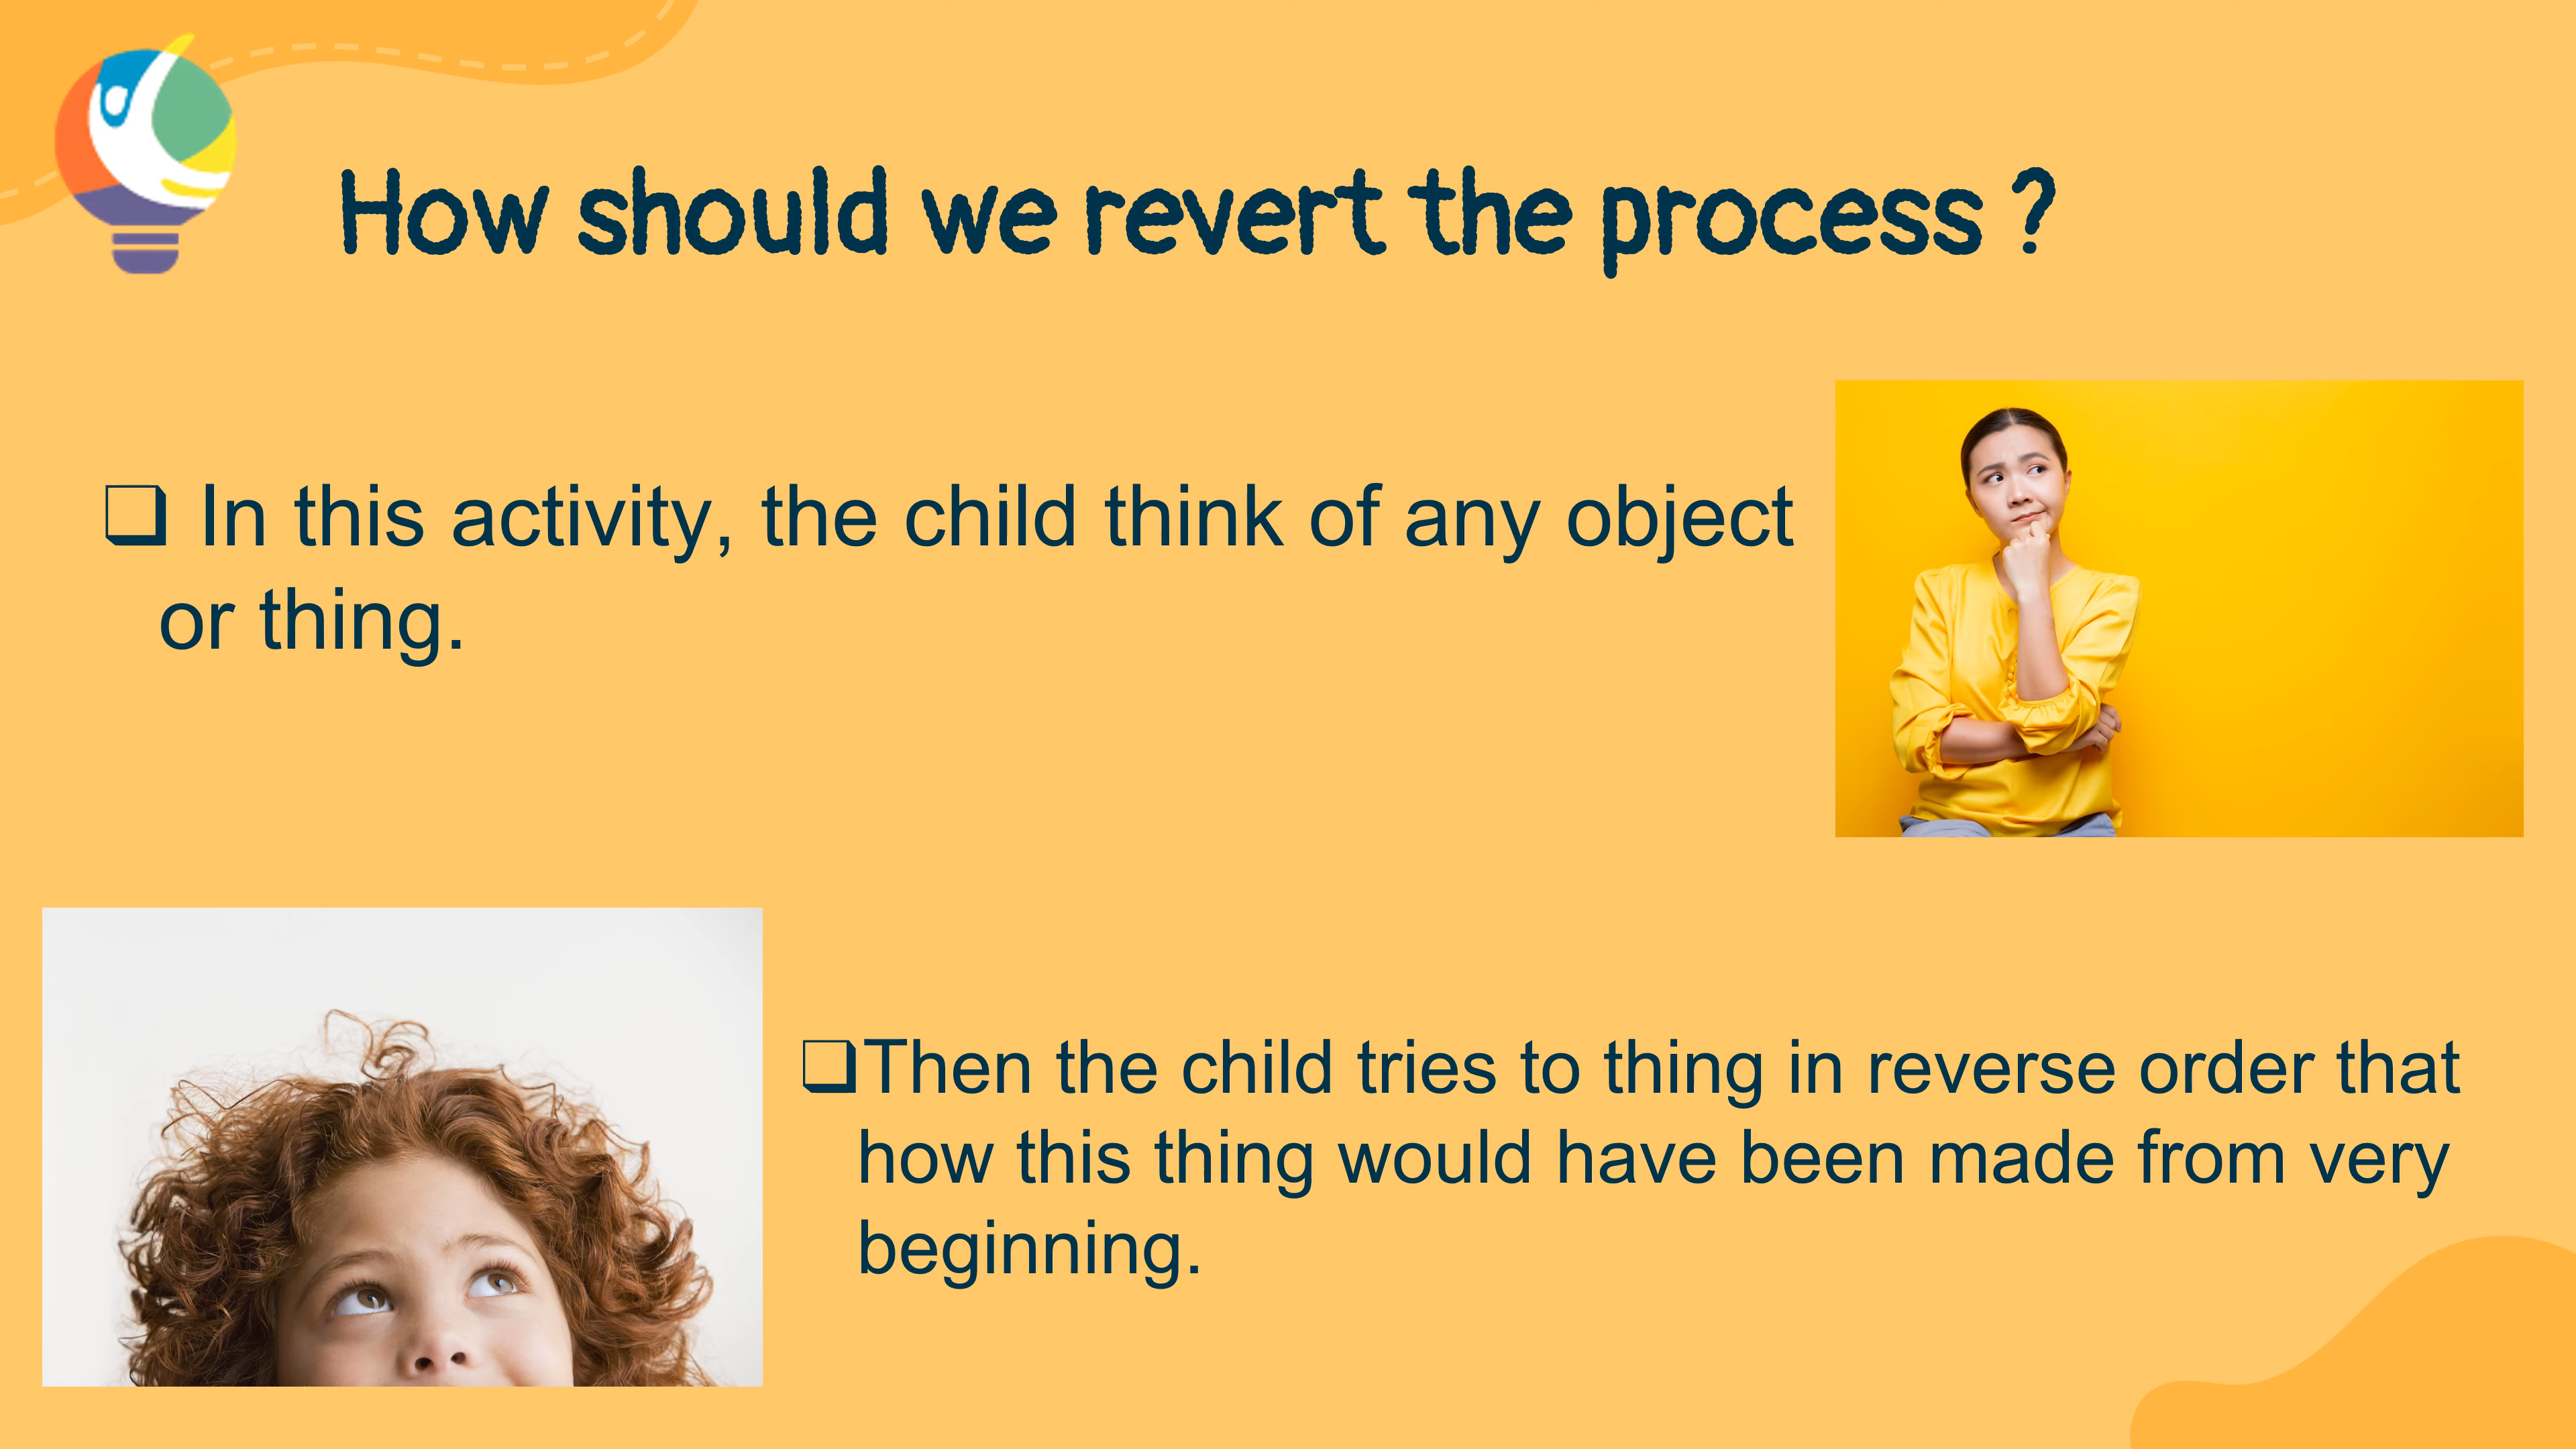 How should we revert the process ?
❑ In this activity, the child think of any object
or thing.
❑Then the child tries to thing in reverse order that
how this thing would have been made from very
beginning.